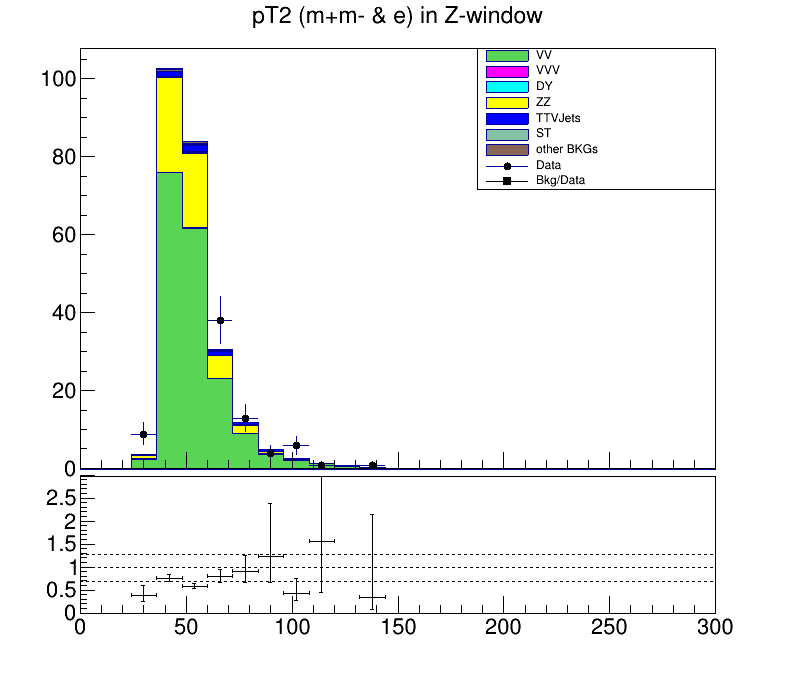 pT2 (m+m- & e) in Z-window
VV
VVV
DY
ZZ
TTVJets
ST
other BKGs
Data
Bkg/Data
100
80
60
40
20
0
2.5
2
1.5
1
0.5
0
0 50 100 150 200 250 300